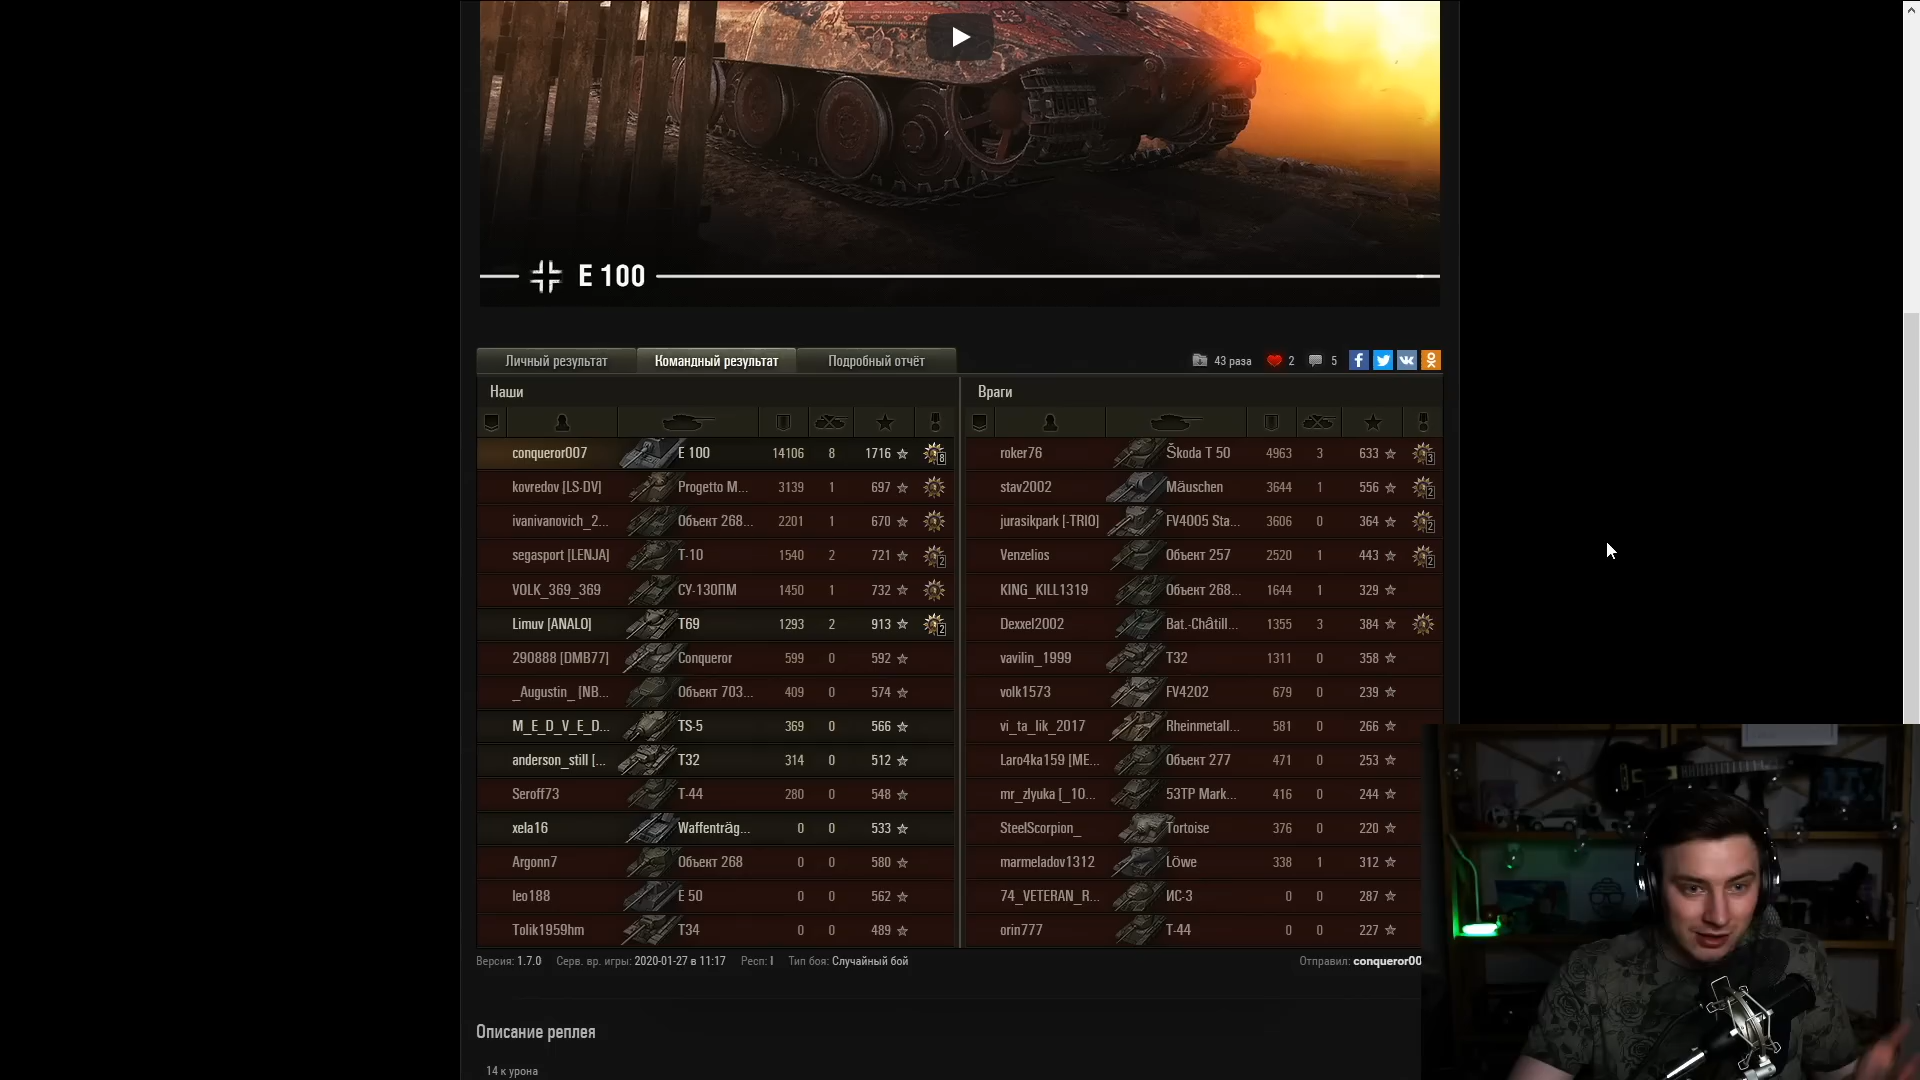 E 100
Личный результат Командный результат Подробный отчёт 43 раза 2 5
Наши Враги
conqueror007 E 100 14106 8 1716 8 roker76 Škoda T 50 4963 3 633 3
kovredov [LS-DV] Progetto M... 3139 1 697 stav2002 Mäuschen 3644 1 556 2
ivanivanovich_2... Объект 268... 2201 1 670 jurasikpark [-TRIO] FV4005 Sta... 3606 0 364 2
segasport [LENJA] Т-10 1540 2 721 2 Venzelios Объект 257 2520 1 443 2
VOLK_369_369 СУ-130ПМ 1450 1 732 KING_KILL1319 Объект 268... 1644 1 329
Limuv [ANALO] T69 1293 2 913 2 Dexxel2002 Bat.-Châtill... 1355 3 384
290888 [DMB77] Conqueror 599 0 592 vavilin_1999 T32 1311 0 358
_Augustin_ [NB... Объект 703... 409 0 574 volk1573 FV4202 679 0 239
M_E_D_V_E_D... TS-5 369 0 566 vi_ta_lik_2017 Rheinmetall... 581 0 266
anderson_still [... T32 314 0 512 Laro4ka159 [ME... Объект 277 471 0 253
Seroff73 Т-44 280 0 548 mr_zlyuka [_10... 53TP Mark... 416 0 244
xela16 Waffenträg... 0 0 533 SteelScorpion_ Tortoise 376 0 220
Argonn7 Объект 268 0 0 580 marmeladov1312 Löwe 338 1 312
leo188 E 50 0 0 562 74_VETERAN_R... ИС-3 0 0 287
Tolik1959hm T34 0 0 489 orin777 Т-44 0 0 227
Версия: 1.7.0 Серв. вр. игры: 2020-01-27 в 11:17 Респ: I Тип боя: Случайный бой Отправил: conqueror00
Описание реплея
14 к урона